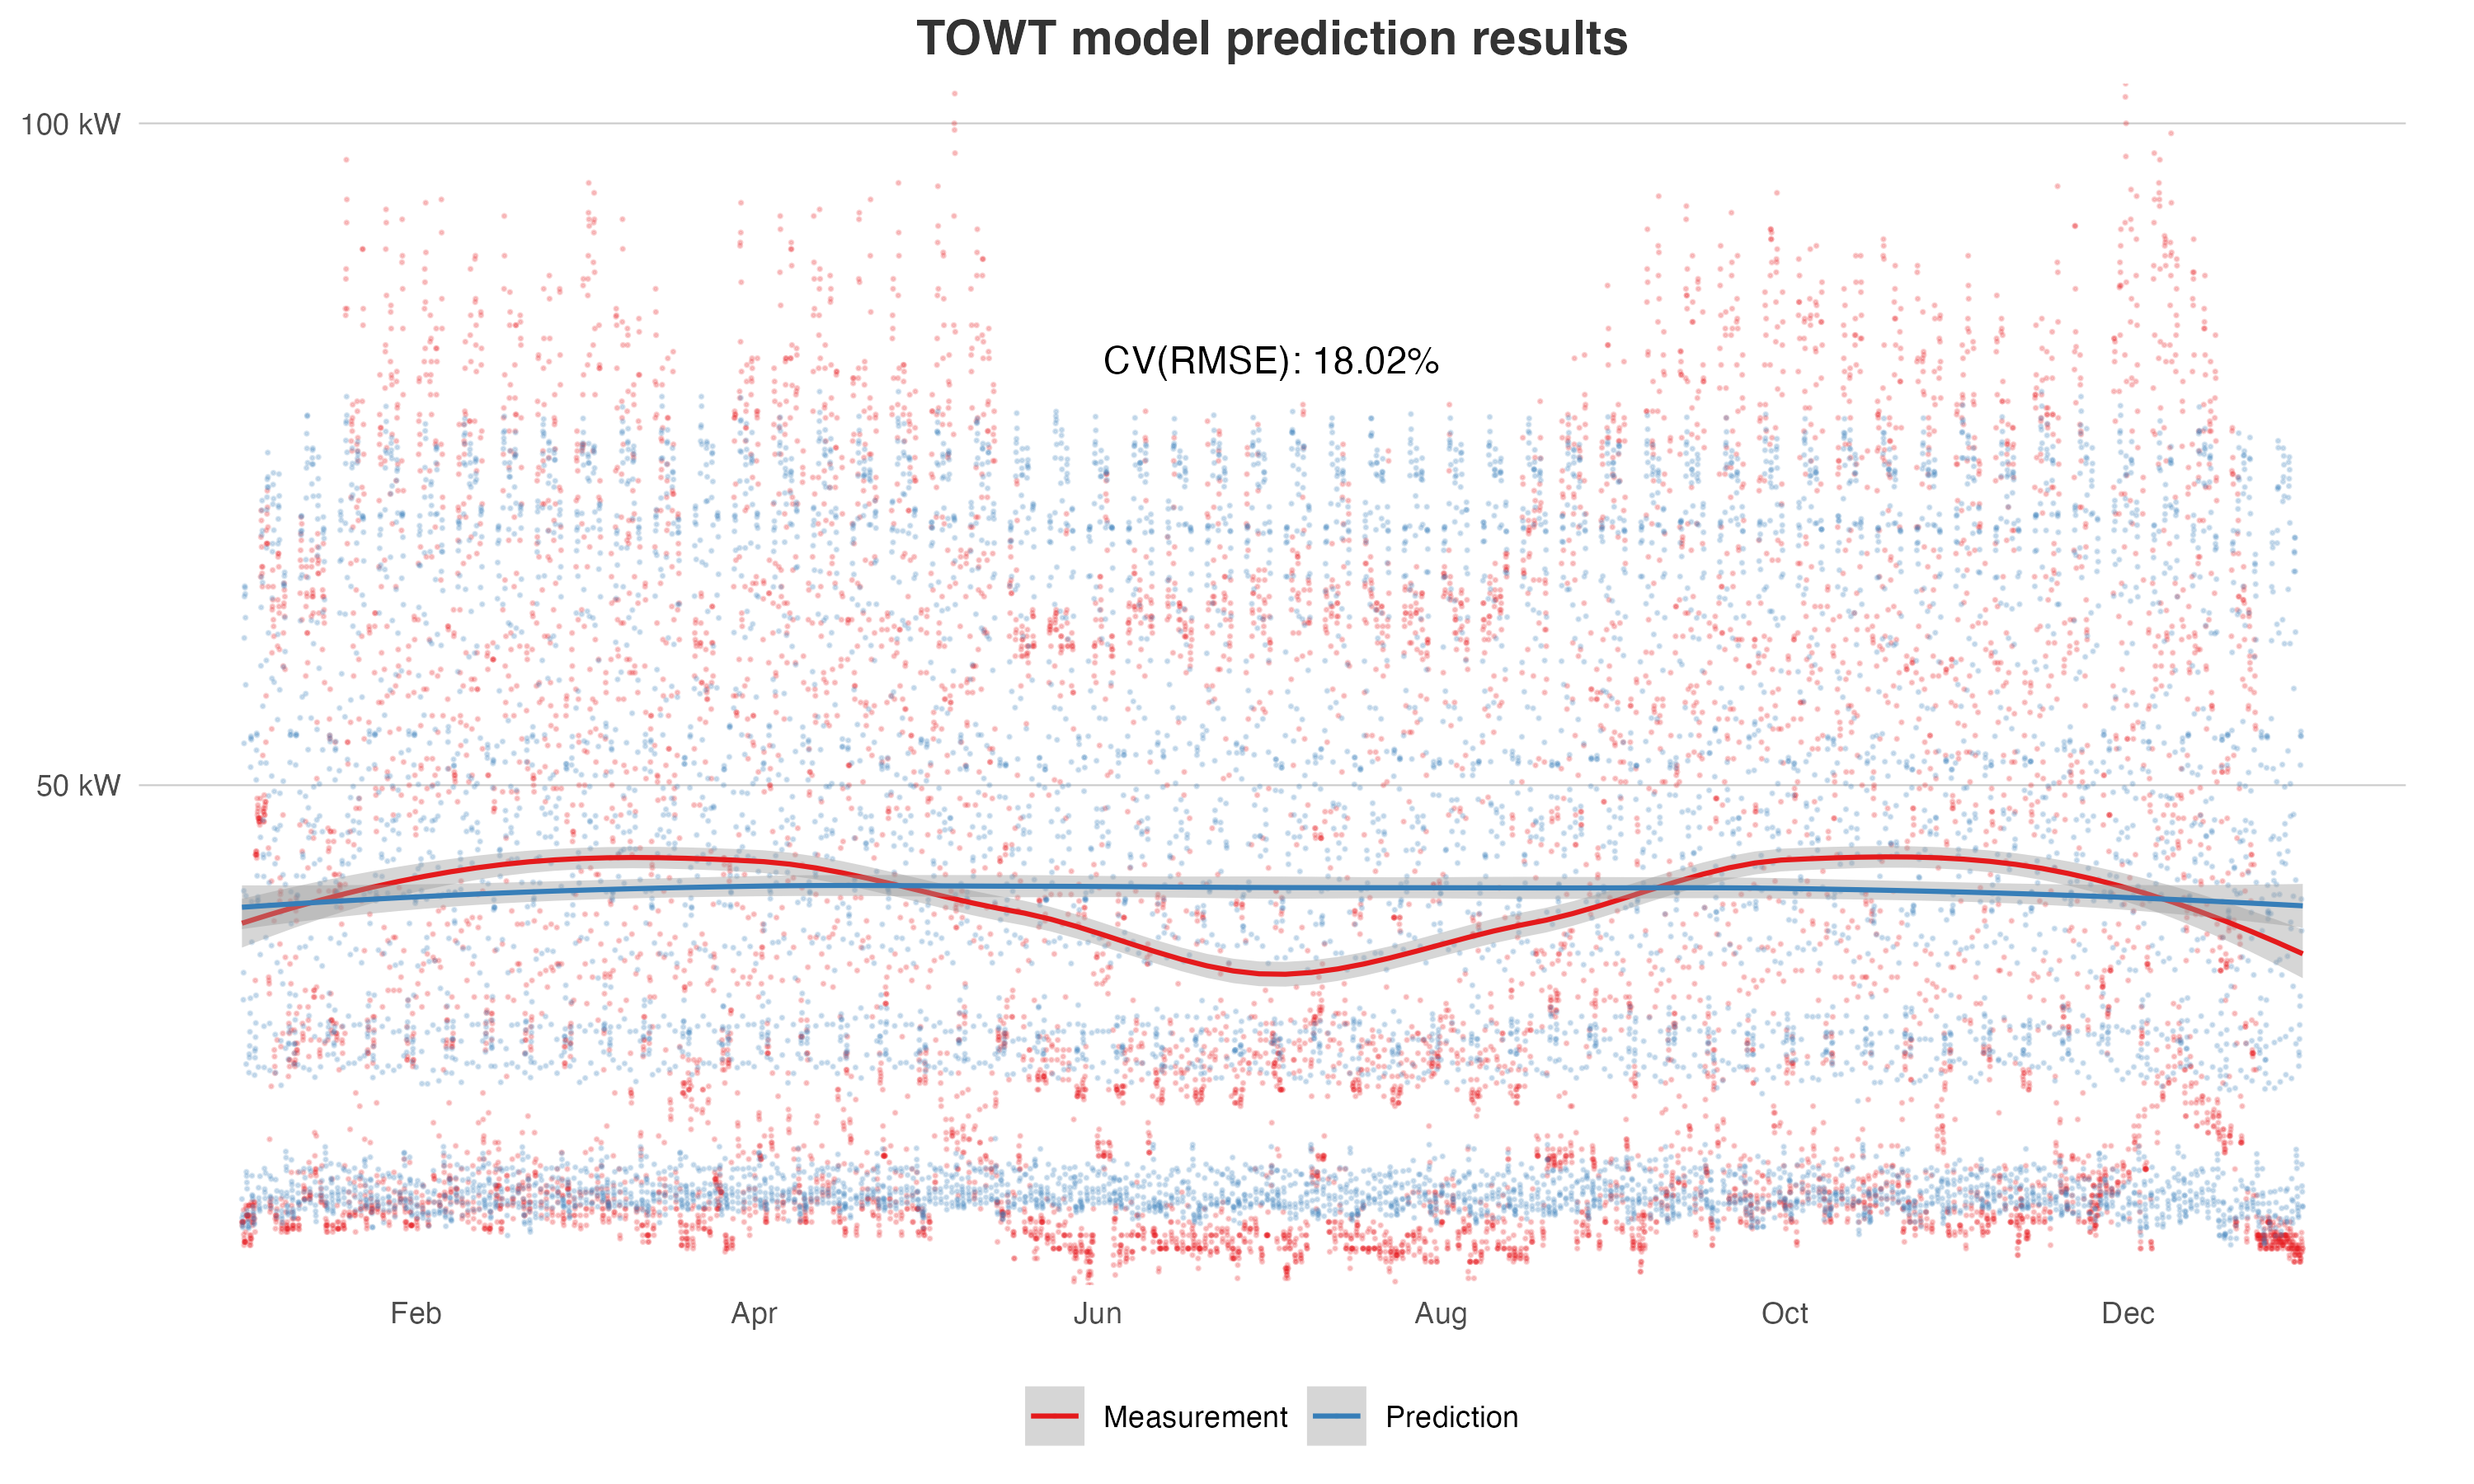 TOWT model prediction results
100 kW
CV(RMSE): 18.02%
50 kW
Feb Apr Jun Aug Oct Dec
Measurement Prediction